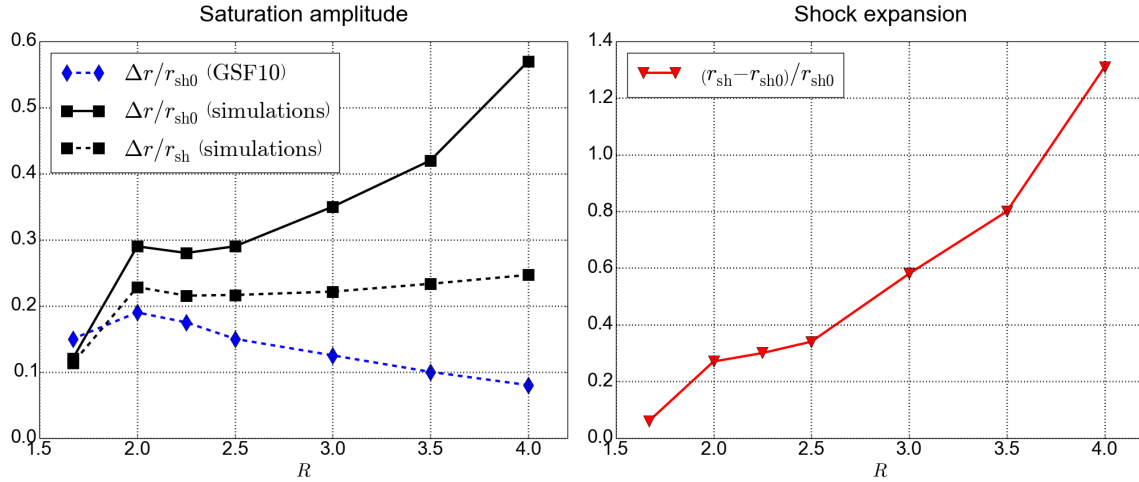 Saturation amplitude
0.6
0.5
0.4
0.3
0.2
0.1
0.0
Δr/r_sh0 (GSF10)
Δr/r_sh0 (simulations)
Δr/r_sh (simulations)
1.5 2.0 2.5 3.0 3.5 4.0
R
Shock expansion
1.4
1.2
1.0
0.8
0.6
0.4
0.2
0.0
(r_sh−r_sh0)/r_sh0
1.5 2.0 2.5 3.0 3.5 4.0
R